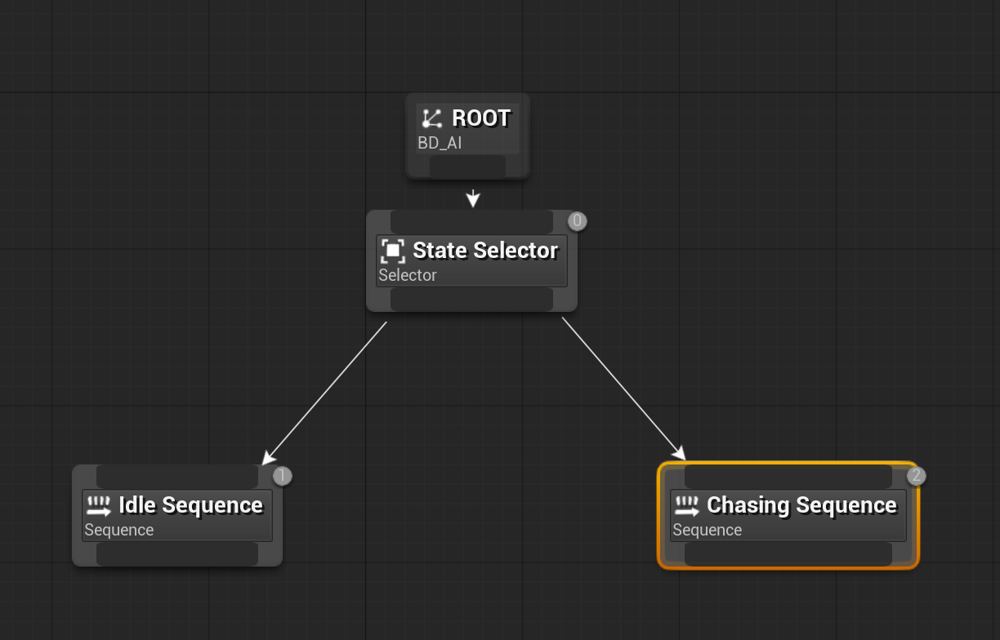 ROOT
BD_AI
0
State Selector
Selector
1
Idle Sequence
Sequence
2
Chasing Sequence
Sequence